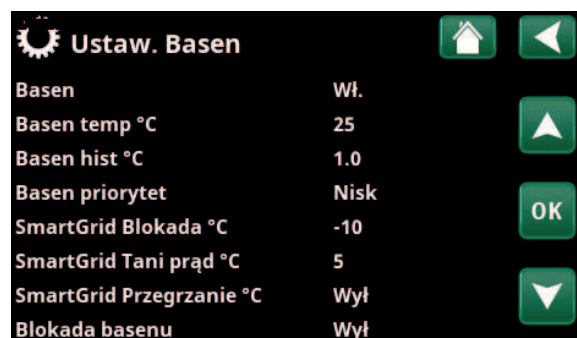 Ustaw. Basen
Basen Wł.
Basen temp °C 25
Basen hist °C 1.0
Basen priorytet Nisk
OK
SmartGrid Blokada °C -10
SmartGrid Tani prąd °C 5
SmartGrid Przegrzanie °C Wył
Blokada basenu Wył